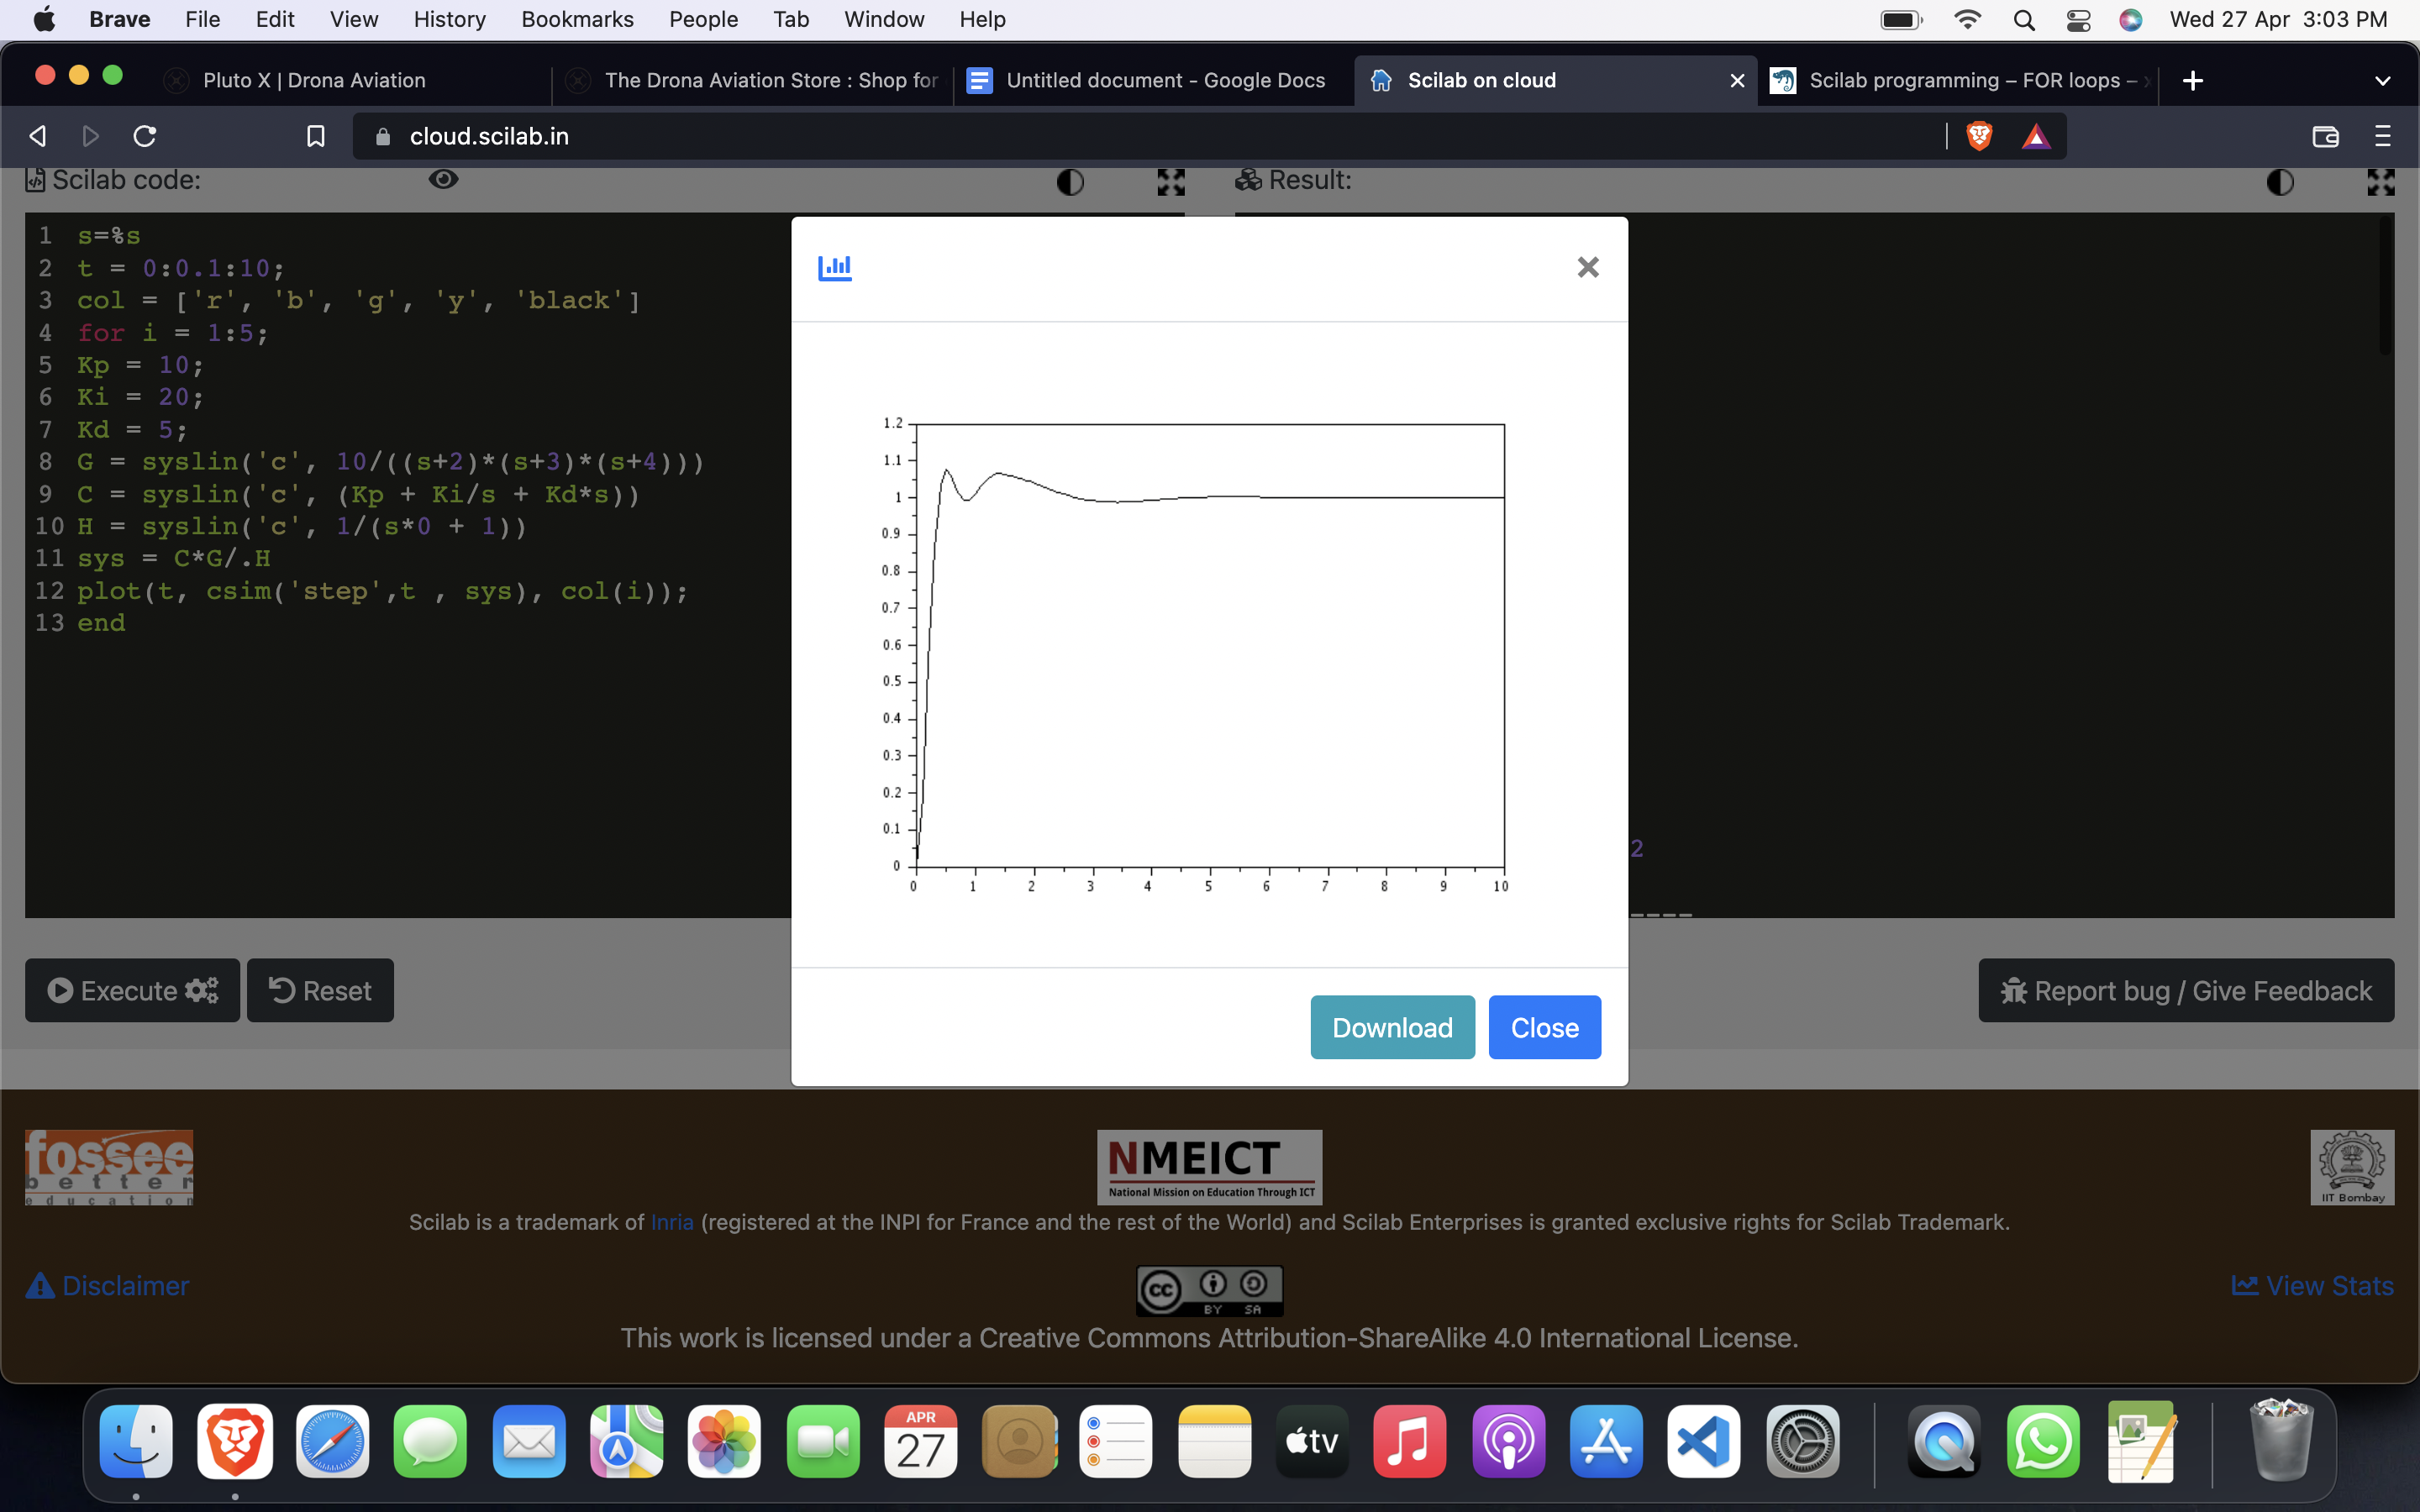 Brave File Edit View History Bookmarks People Tab Window Help Wed 27 Apr 3:03 PM
Pluto X | Drona Aviation The Drona Aviation Store : Shop for Untitled document - Google Docs Scilab on cloud Scilab programming – FOR loops –
cloud.scilab.in
Scilab code: Result:
1 s=%s
2 t = 0:0.1:10;
3 col = ['r', 'b', 'g', 'y', 'black']
4 for i = 1:5;
5 Kp = 10;
6 Ki = 20;
7 Kd = 5;
8 G = syslin('c', 10/((s+2)*(s+3)*(s+4)))
9 C = syslin('c', (Kp + Ki/s + Kd*s))
10 H = syslin('c', 1/(s*0 + 1))
11 sys = C*G/.H
12 plot(t, csim('step',t , sys), col(i));
13 end
1.2
1.1
1
0.9
0.8
0.7
0.6
0.5
0.4
0.3
0.2
0.1
0
0 1 2 3 4 5 6 7 8 9 10
2
----
Execute Reset
Download Close
Report bug / Give Feedback
fossee
better
education
NMEICT
National Mission on Education Through ICT
IIT Bombay
Scilab is a trademark of Inria (registered at the INPI for France and the rest of the World) and Scilab Enterprises is granted exclusive rights for Scilab Trademark.
Disclaimer
cc BY SA
View Stats
This work is licensed under a Creative Commons Attribution-ShareAlike 4.0 International License.
APR
27
tv